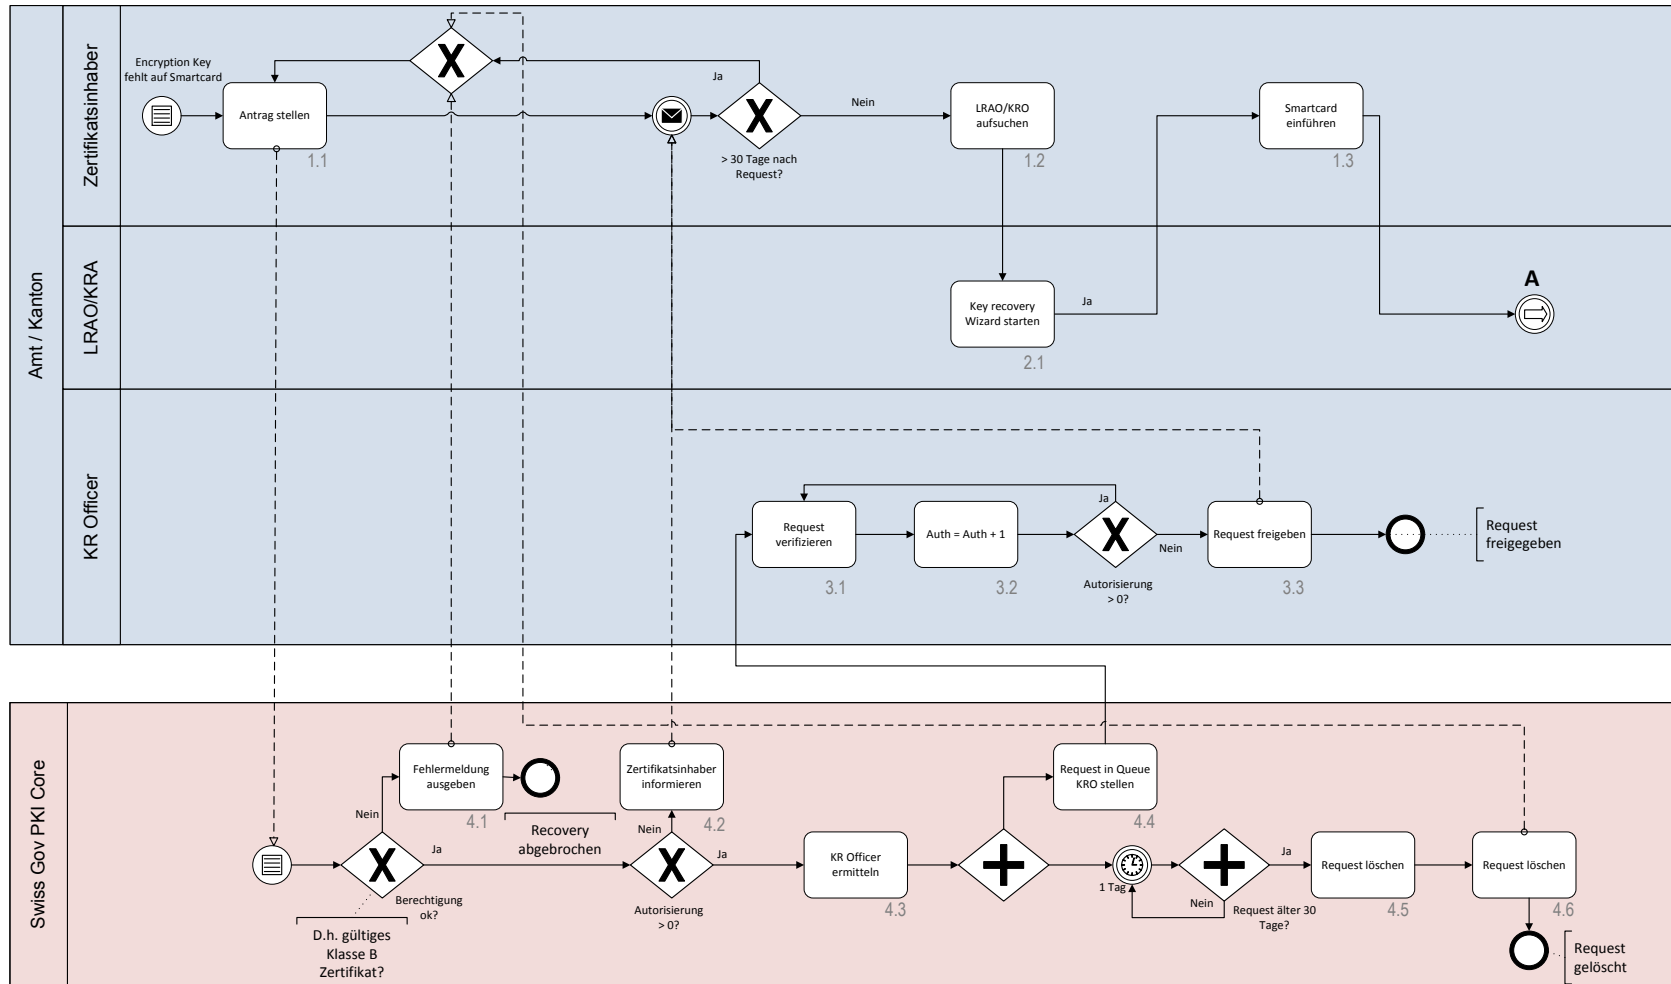 Amt / Kanton
Zertifikatsinhaber
Encryption Key
fehlt auf Smartcard
Antrag stellen
1.1
X
Ja
X
> 30 Tage nach
Request?
Nein
LRAO/KRO
aufsuchen
1.2
Smartcard
einführen
1.3
LRAO/KRA
Key recovery
Wizard starten
2.1
Ja
A
KR Officer
Request
verifizieren
3.1
Auth = Auth + 1
3.2
Ja
X
Nein
Autorisierung
> 0?
Request freigeben
3.3
Request
freigegeben
Swiss Gov PKI Core
Fehlermeldung
ausgeben
4.1
Nein
X
Ja
Berechtigung
ok?
D.h. gültiges
Klasse B
Zertifikat?
Recovery
abgebrochen
Zertifikatsinhaber
informieren
4.2
Nein
X
Ja
Autorisierung
> 0?
KR Officer
ermitteln
4.3
Request in Queue
KRO stellen
4.4
1 Tag
Nein
Ja
Request älter 30
Tage?
Request löschen
4.5
Request löschen
4.6
Request
gelöscht